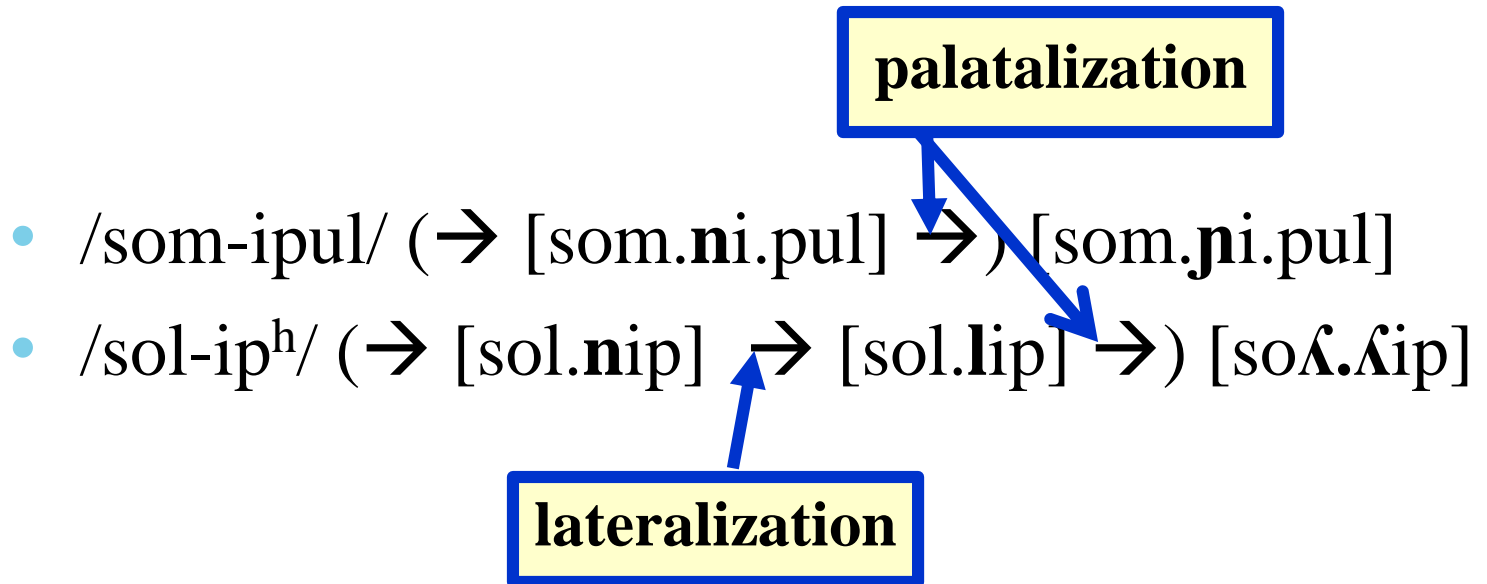 palatalization
• /som-ipul/ (→ [som.ni.pul] →) [som.ɲi.pul]
• /sol-ipʰ/ (→ [sol.nip] → [sol.lip] →) [soʎ.ʎip]
lateralization